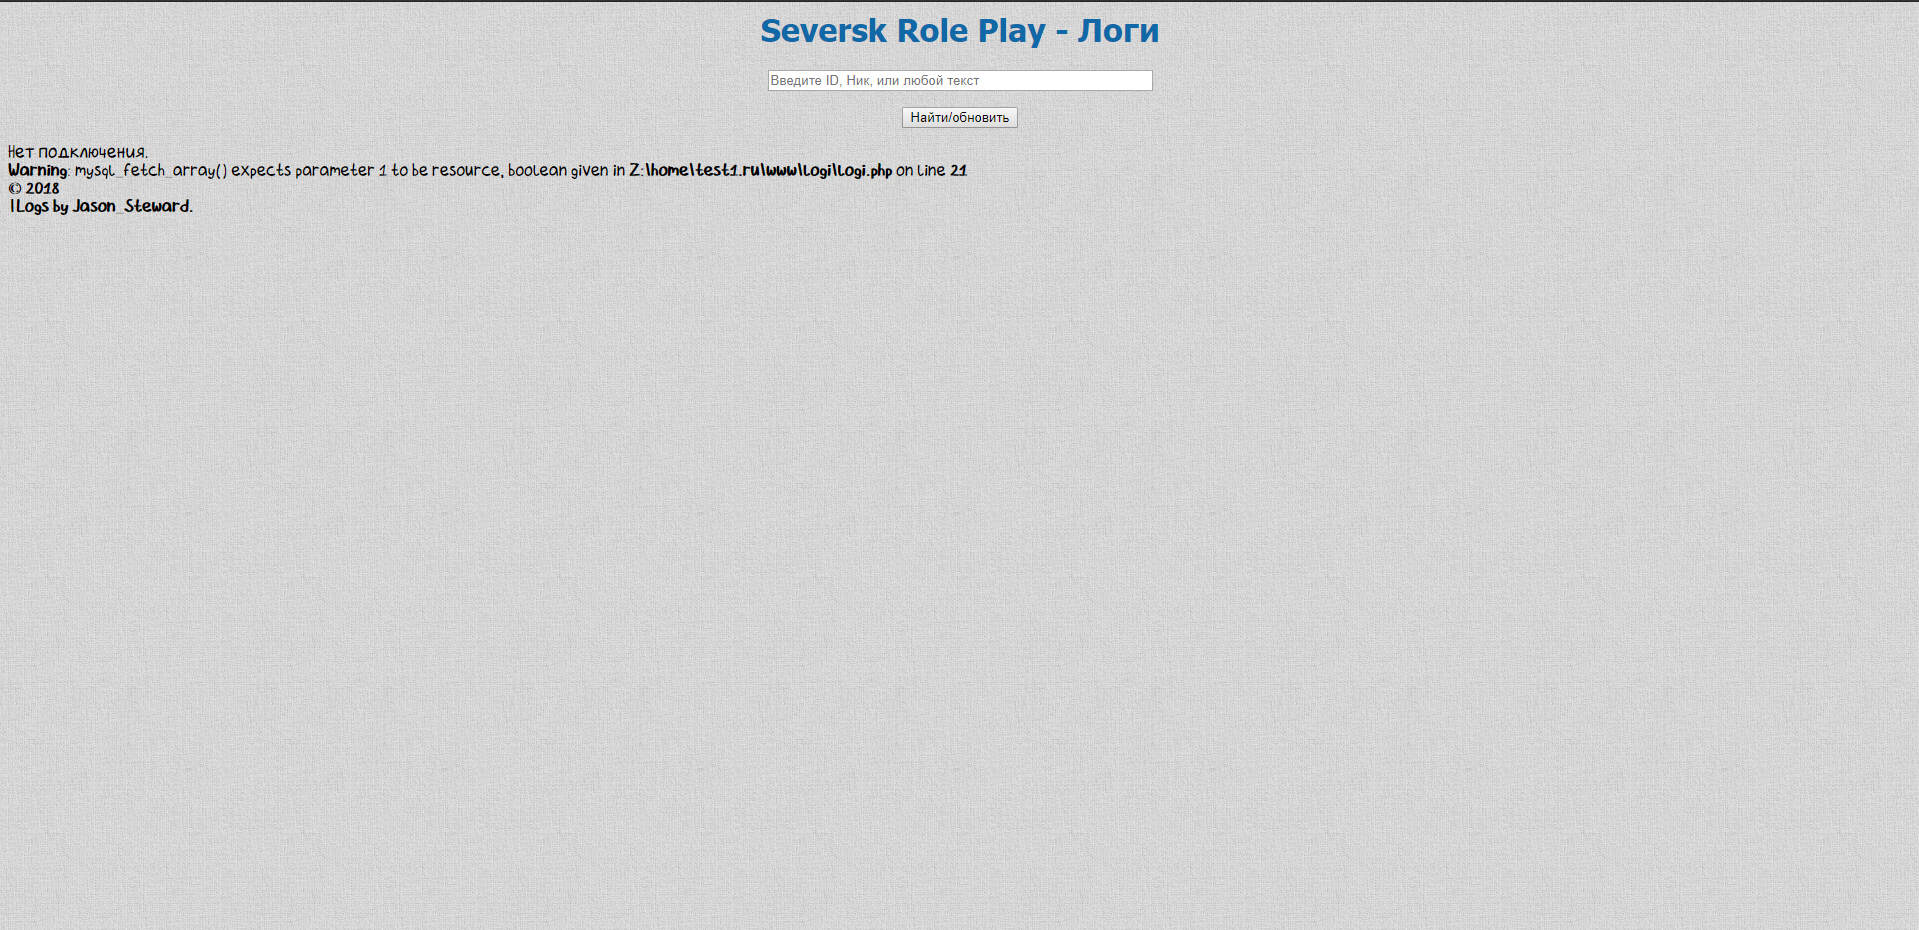 Seversk Role Play - Логи
Введите ID, Ник, или любой текст
Найти/обновить
Нет подключения.
Warning: mysql_fetch_array() expects parameter 1 to be resource, boolean given in Z:\home\test1.ru\www\Logi\Logi.php on line 21
© 2018
|Logs by Jason_Steward.